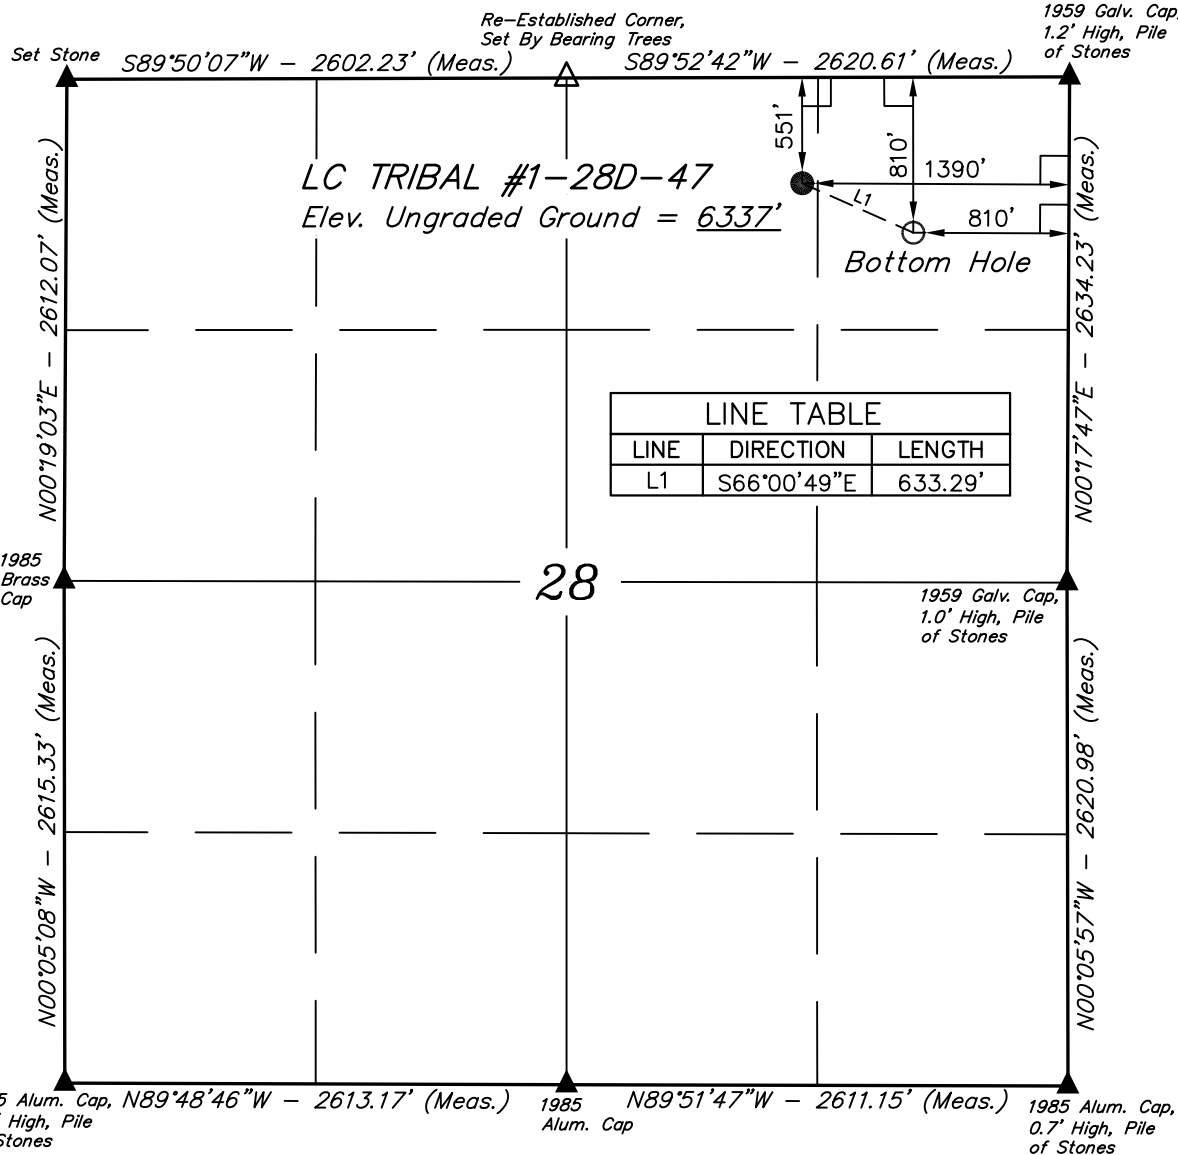 Re-Established Corner,
Set By Bearing Trees
1959 Galv. Cap,
1.2' High, Pile
of Stones
Set Stone
S89°50'07"W - 2602.23' (Meas.)
S89°52'42"W - 2620.61' (Meas.)
551'
810'
1390'
L1
810'
Bottom Hole
LC TRIBAL #1-28D-47
Elev. Ungraded Ground = 6337'
N00°19'03"E - 2612.07' (Meas.)
N00°17'47"E - 2634.23' (Meas.)
LINE TABLE
LINE DIRECTION LENGTH
L1 S66°00'49"E 633.29'
1985
Brass
Cap
28
1959 Galv. Cap,
1.0' High, Pile
of Stones
N00°05'08"W - 2615.33' (Meas.)
N00°05'57"W - 2620.98' (Meas.)
5 Alum. Cap,
' High, Pile
Stones
N89°48'46"W - 2613.17' (Meas.)
1985
Alum. Cap
N89°51'47"W - 2611.15' (Meas.)
1985 Alum. Cap,
0.7' High, Pile
of Stones